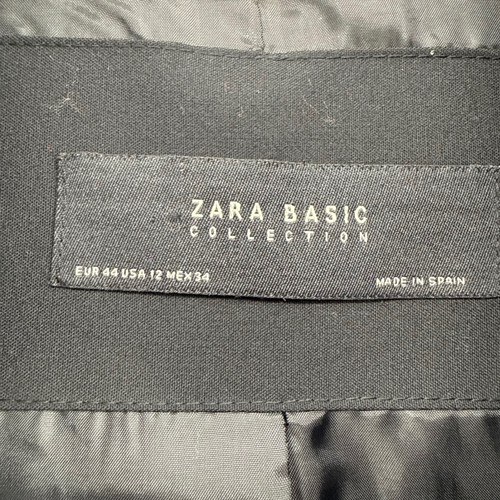 ZARA BASIC
COLLECTION
EUR 44 USA 12 MEX 34
MADE IN SPAIN